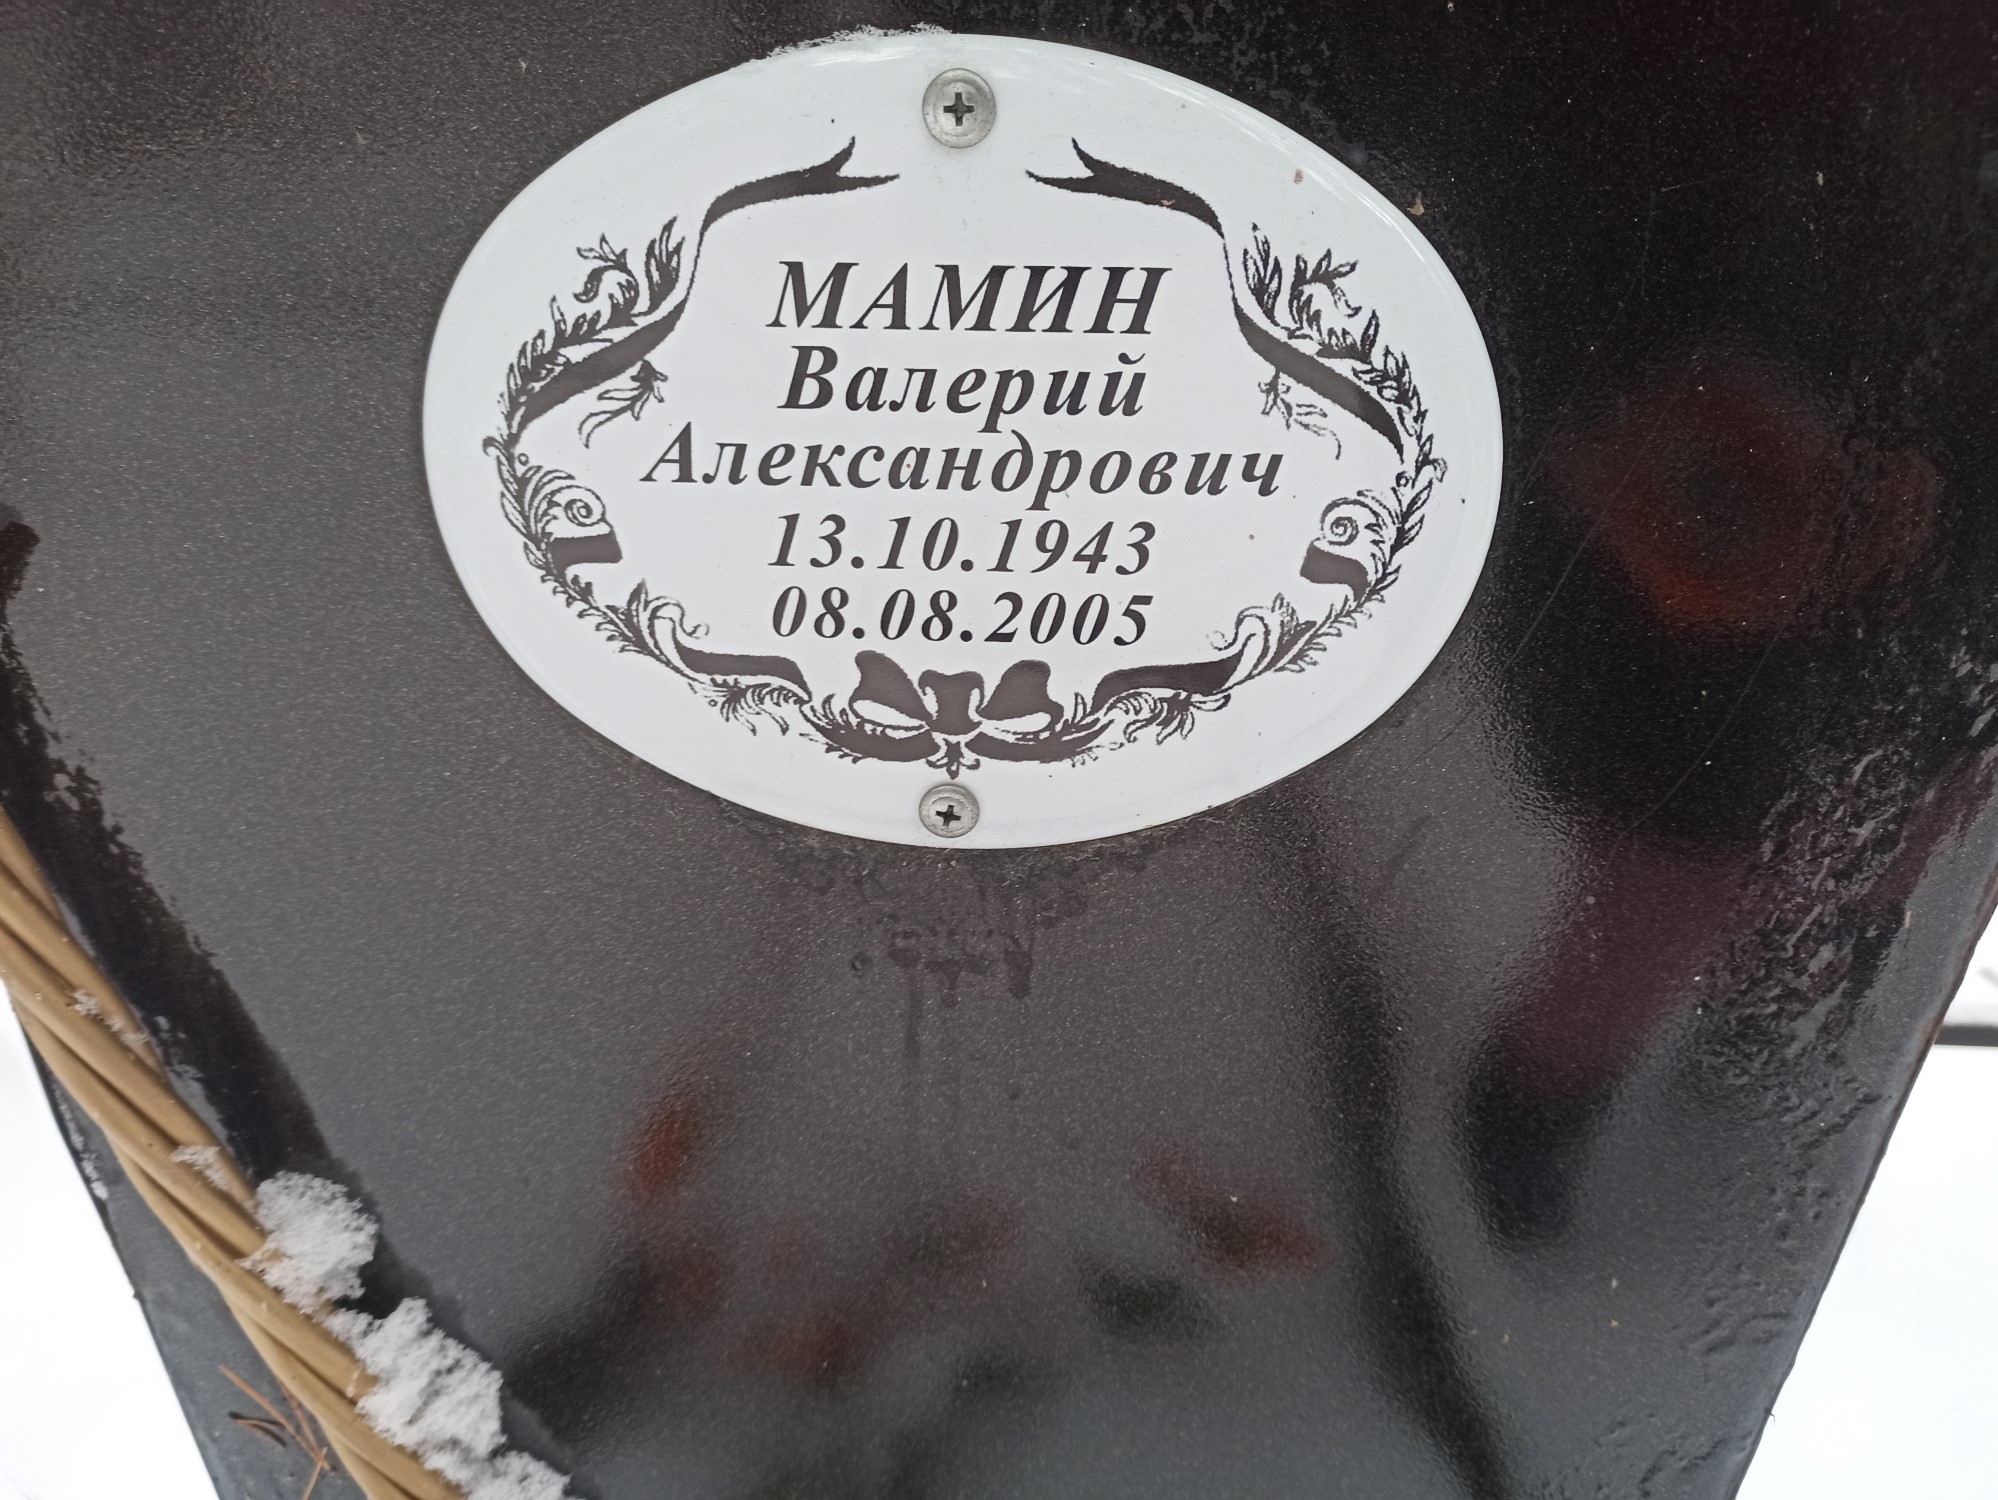 МАМИН
Валерий
Александрович
13.10.1943
08.08.2005